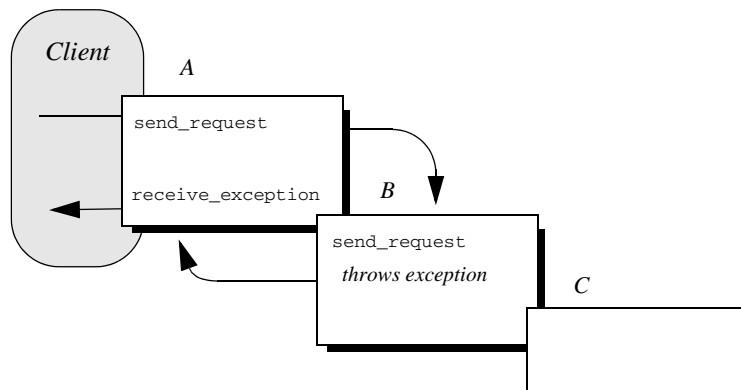 Client
A
send_request
receive_exception
B
send_request
throws exception
C